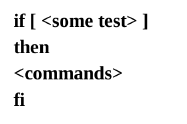 if [ <some test> ]
then
<commands>
fi